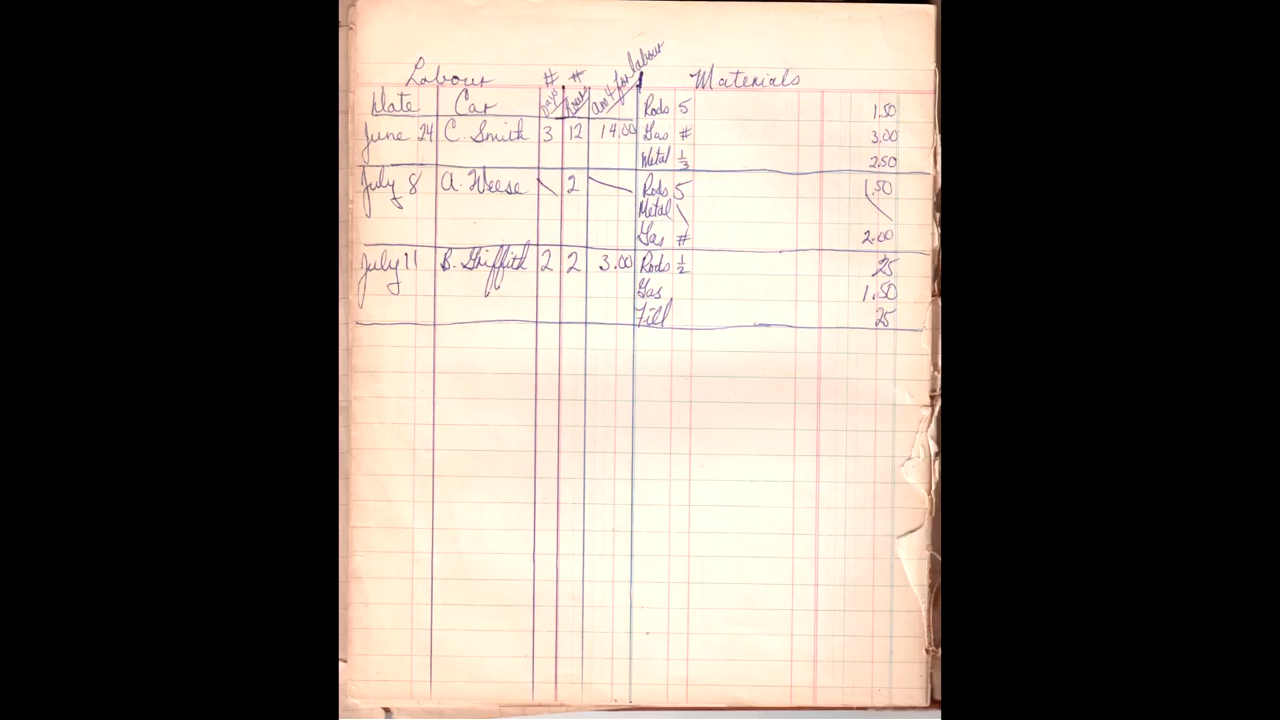 Labour # # Am't for labour Materials
Date Car Days Hours Rods 5 1.50
June 24 C. Smith 3 12 14.00 Gas # 3.00
Metal 1/3 2.50
July 8 A. Weese \ 2 \ Rods 5 1.50
Metal \ \
Gas # 2.00
July 11 B. Griffith 2 2 3.00 Rods 1/2 25
Gas 1.50
Fill 25